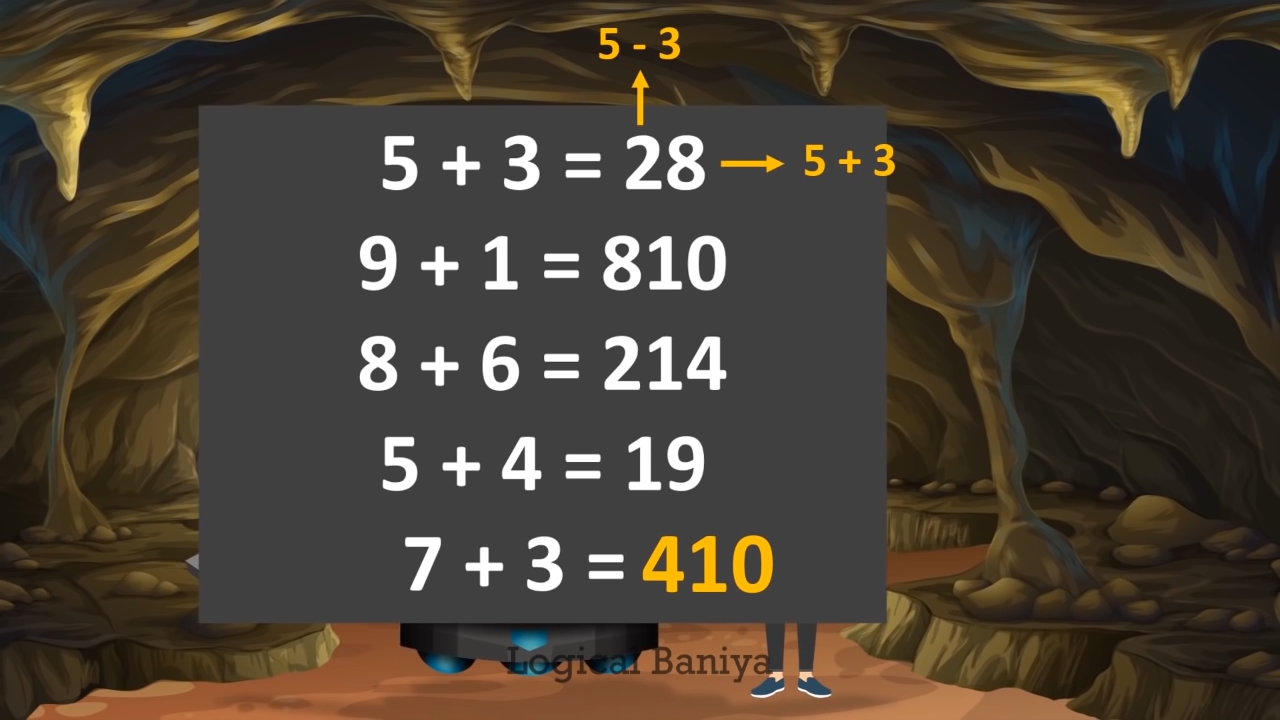 5 - 3
5 + 3 = 28 → 5 + 3
9 + 1 = 810
8 + 6 = 214
5 + 4 = 19
7 + 3 = 410
Logical Baniya